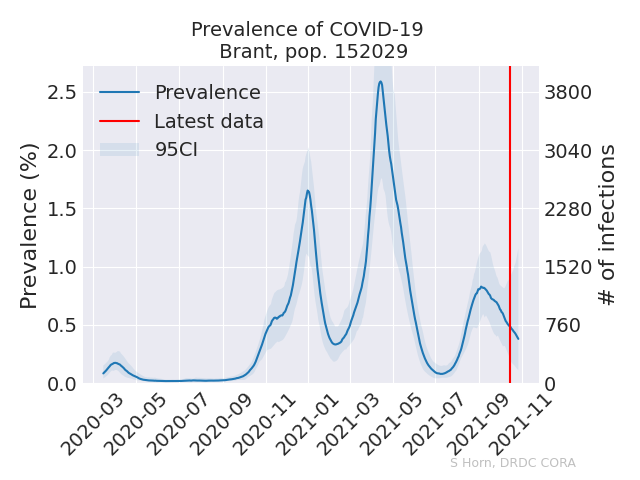 Prevalence of COVID-19
Brant, pop. 152029
Prevalence
Latest data
95CI
Prevalence (%)
2.5
2.0
1.5
1.0
0.5
0.0
3800
3040
2280
1520
760
0
# of infections
2020-03
2020-05
2020-07
2020-09
2020-11
2021-01
2021-03
2021-05
2021-07
2021-09
2021-11
S Horn, DRDC CORA